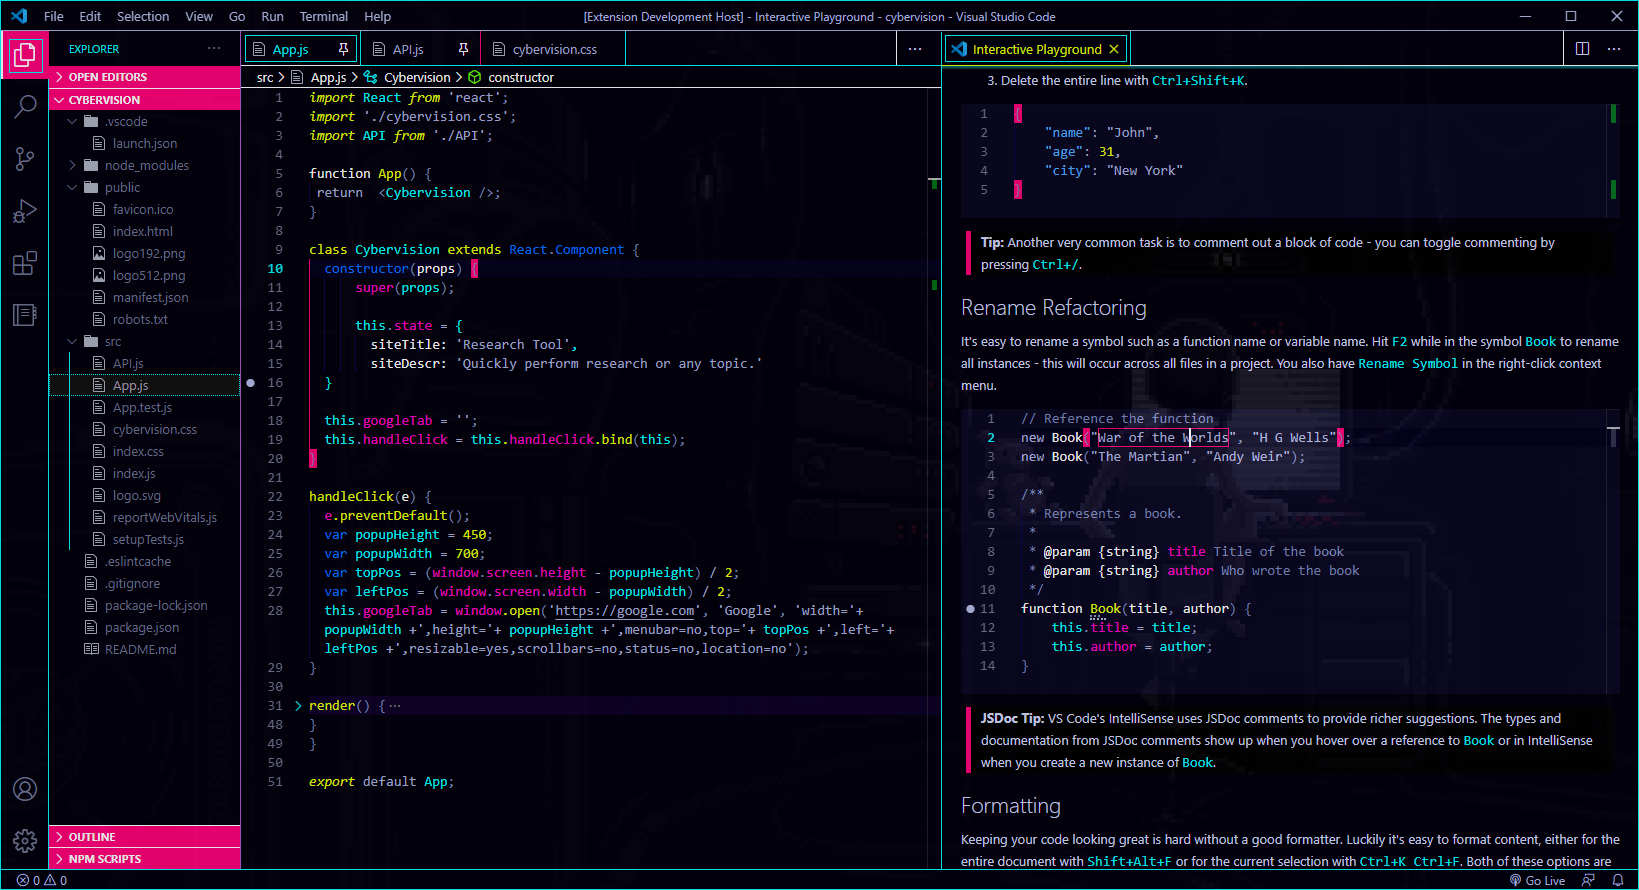 File Edit Selection View Go Run Terminal Help
[Extension Development Host] - Interactive Playground - cybervision - Visual Studio Code
EXPLORER ···
OPEN EDITORS
CYBERVISION
.vscode
launch.json
node_modules
public
favicon.ico
index.html
logo192.png
logo512.png
manifest.json
robots.txt
src
API.js
App.js
App.test.js
cybervision.css
index.css
index.js
logo.svg
reportWebVitals.js
setupTests.js
.eslintcache
.gitignore
package-lock.json
package.json
README.md
OUTLINE
NPM SCRIPTS
App.js API.js cybervision.css ···
src > App.js > Cybervision > constructor
1 import React from 'react';
2 import './cybervision.css';
3 import API from './API';
4
5 function App() {
6 return <Cybervision />;
7 }
8
9 class Cybervision extends React.Component {
10 constructor(props) {
11 super(props);
12
13 this.state = {
14 siteTitle: 'Research Tool',
15 siteDescr: 'Quickly perform research or any topic.'
16 }
17
18 this.googleTab = '';
19 this.handleClick = this.handleClick.bind(this);
20 }
21
22 handleClick(e) {
23 e.preventDefault();
24 var popupHeight = 450;
25 var popupWidth = 700;
26 var topPos = (window.screen.height - popupHeight) / 2;
27 var leftPos = (window.screen.width - popupWidth) / 2;
28 this.googleTab = window.open('https://google.com', 'Google', 'width='+
popupWidth +',height='+ popupHeight +',menubar=no,top='+ topPos +',left='+
leftPos +',resizable=yes,scrollbars=no,status=no,location=no');
29 }
30
31 render() {···
48 }
49 }
50
51 export default App;
Interactive Playground ···
3. Delete the entire line with Ctrl+Shift+K.
1 {
2 "name": "John",
3 "age": 31,
4 "city": "New York"
5 }
Tip: Another very common task is to comment out a block of code - you can toggle commenting by
pressing Ctrl+/.
Rename Refactoring
It's easy to rename a symbol such as a function name or variable name. Hit F2 while in the symbol Book to rename
all instances - this will occur across all files in a project. You also have Rename Symbol in the right-click context
menu.
1 // Reference the function
2 new Book("War of the Worlds", "H G Wells");
3 new Book("The Martian", "Andy Weir");
4
5 /**
6 * Represents a book.
7 *
8 * @param {string} title Title of the book
9 * @param {string} author Who wrote the book
10 */
11 function Book(title, author) {
12 this.title = title;
13 this.author = author;
14 }
JSDoc Tip: VS Code's IntelliSense uses JSDoc comments to provide richer suggestions. The types and
documentation from JSDoc comments show up when you hover over a reference to Book or in IntelliSense
when you create a new instance of Book.
Formatting
Keeping your code looking great is hard without a good formatter. Luckily it's easy to format content, either for the
entire document with Shift+Alt+F or for the current selection with Ctrl+K Ctrl+F. Both of these options are
0 0
Go Live